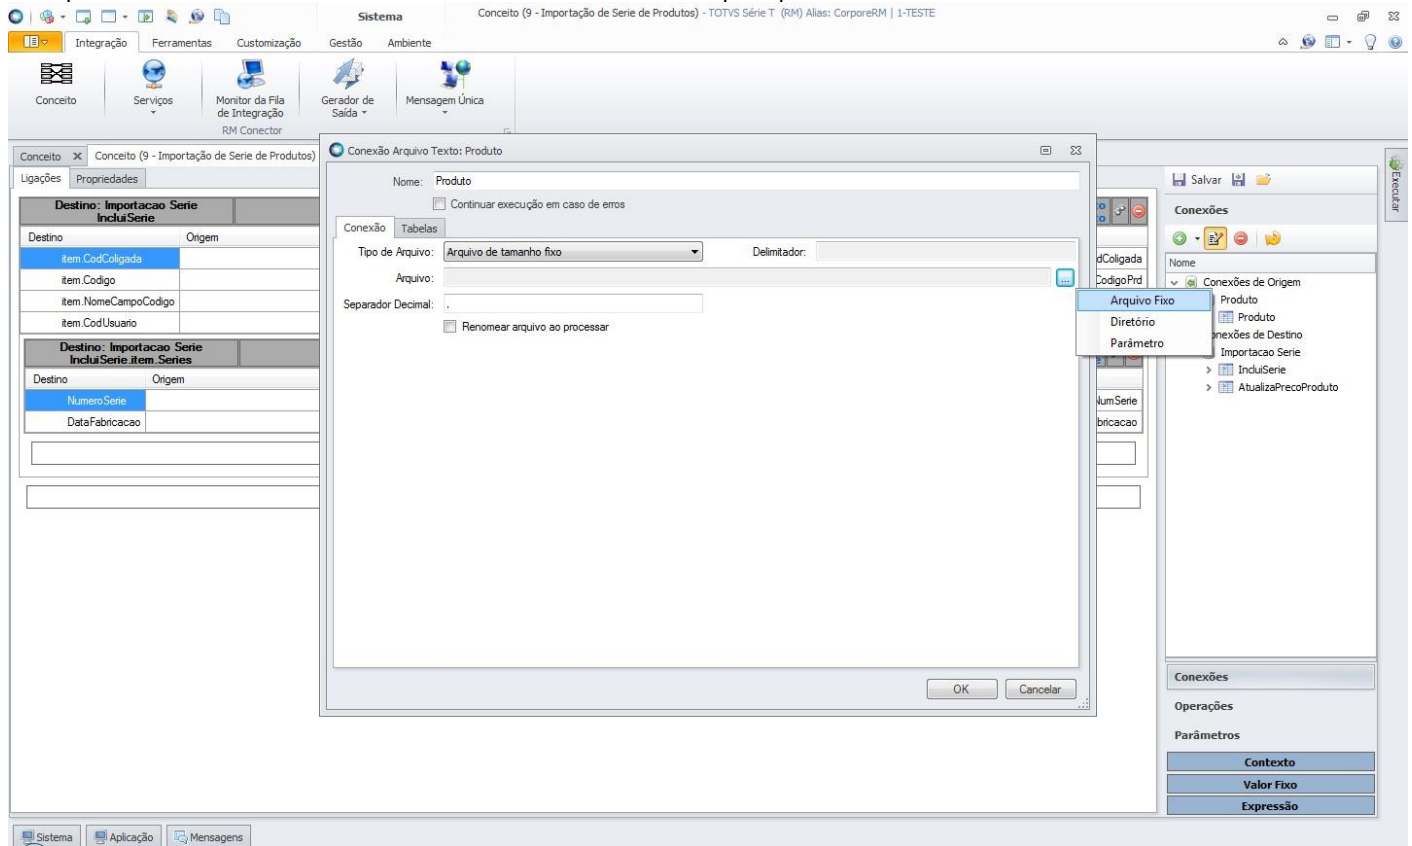 Sistema
Conceito (9 - Importação de Serie de Produtos) - TOTVS Série T (RM) Alias: CorporeRM | 1-TESTE
Integração Ferramentas Customização Gestão Ambiente
Conceito
Serviços
Monitor da Fila
de Integração
Gerador de
Saída
Mensagem Única
RM Conector
Conceito X Conceito (9 - Importação de Serie de Produtos)
Ligações Propriedades
Destino: Importacao Serie
IncluiSerie
Destino Origem
item.CodColigada
item.Codigo
item.NomeCampoCodigo
item.CodUsuario
Destino: Importacao Serie
IncluiSerie.item.Series
Destino Origem
NumeroSerie
DataFabricacao
Conexão Arquivo Texto: Produto
Nome: Produto
Continuar execução em caso de erros
Conexão Tabelas
Tipo de Arquivo: Arquivo de tamanho fixo Delimitador:
Arquivo: ...
Separador Decimal: .
Renomear arquivo ao processar
OK Cancelar
Arquivo Fixo
Diretório
Parâmetro
dColigada
CodigoPrd
NumSerie
bricacao
Salvar
Conexões
Nome
Conexões de Origem
Produto
Produto
onexões de Destino
Importacao Serie
IncluiSerie
AtualizaPrecoProduto
Conexões
Operações
Parâmetros
Contexto
Valor Fixo
Expressão
Executar
Sistema Aplicação Mensagens